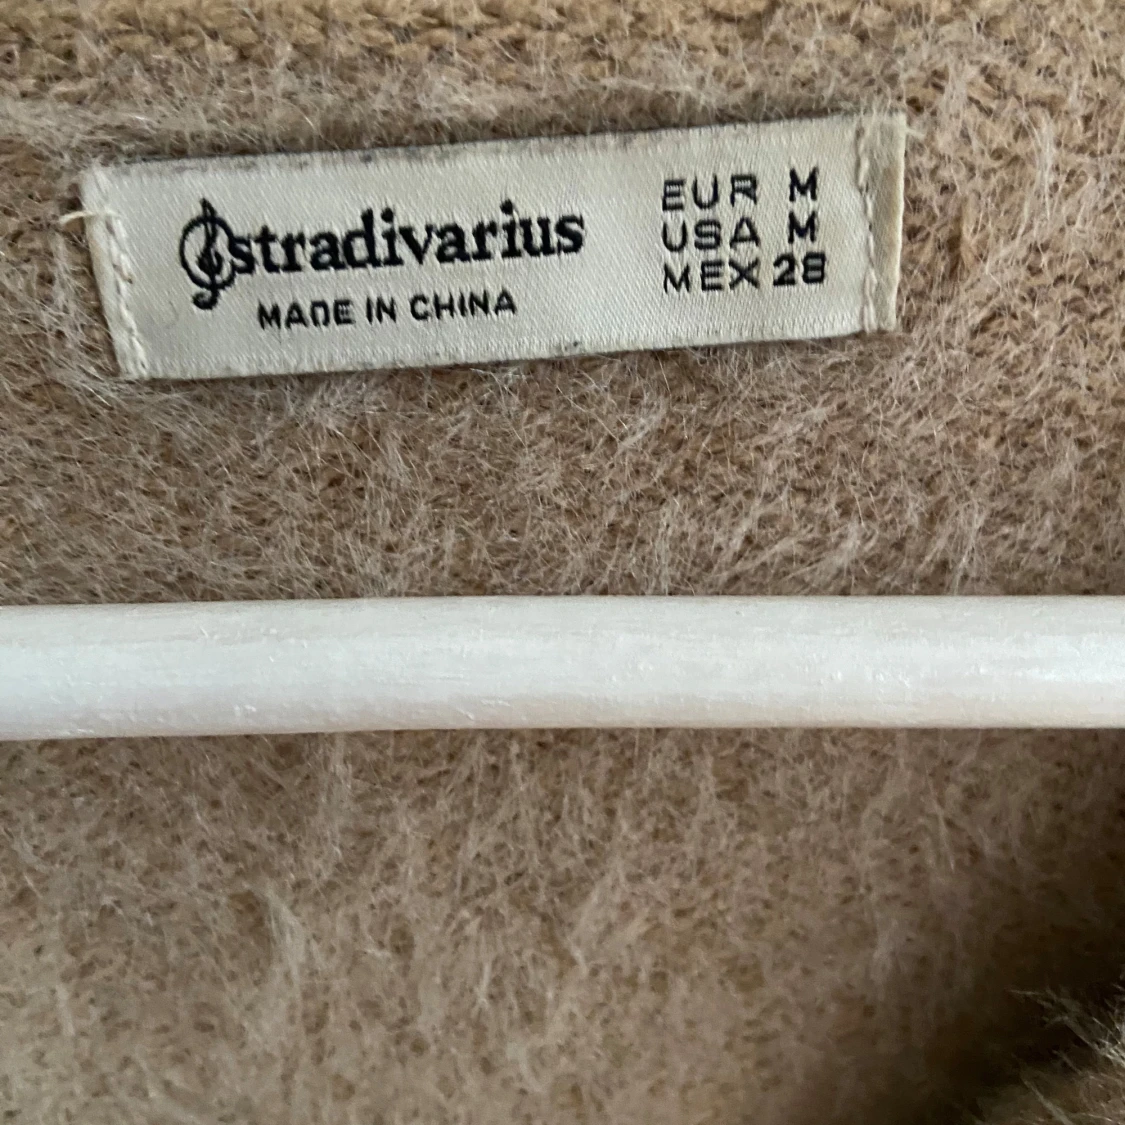 stradivarius
MADE IN CHINA
EUR M
USA M
MEX 28